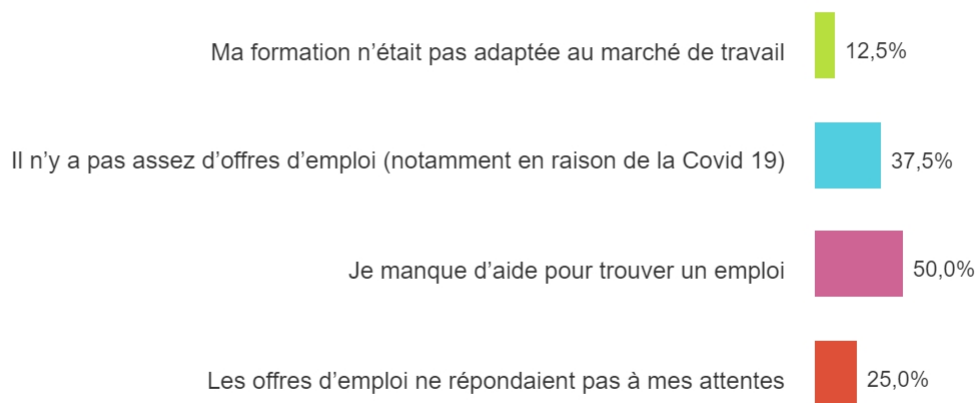 Ma formation n’était pas adaptée au marché de travail 12,5%
Il n’y a pas assez d’offres d’emploi (notamment en raison de la Covid 19) 37,5%
Je manque d’aide pour trouver un emploi 50,0%
Les offres d’emploi ne répondaient pas à mes attentes 25,0%